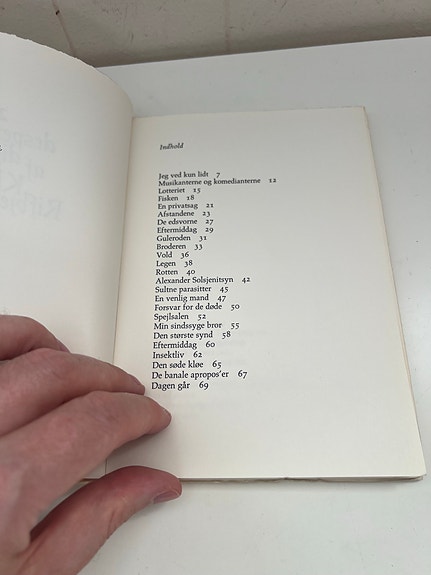 Indhold
Jeg ved kun lidt 7
Musikanterne og komedianterne 12
Lotteriet 15
Fisken 18
En privatsag 21
Afstandene 23
De edsvorne 27
Eftermiddag 29
Guleroden 31
Broderen 33
Vold 36
Legen 38
Rotten 40
Alexander Solsjenitsyn 42
Sultne parasitter 45
En venlig mand 47
Forsvar for de døde 50
Spejlsalen 52
Min sindssyge bror 55
Den største synd 58
Eftermiddag 60
Insektliv 62
Den søde kløe 65
De banale apropos'er 67
Dagen går 69